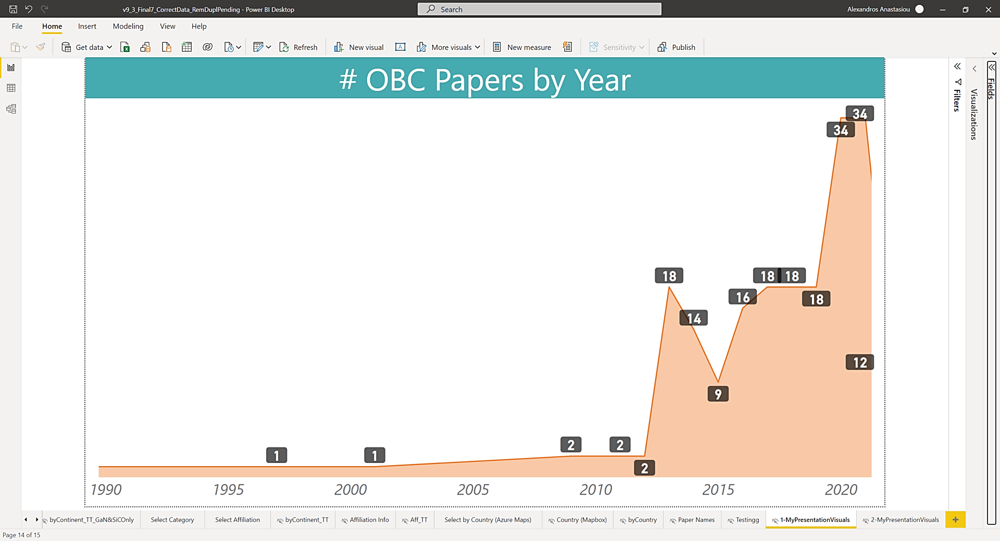 v9_3_Final7_CorrectData_RemDuplPending - Power BI Desktop
Search
Alexandros Anastasiou
File Home Insert Modeling View Help
Get data Refresh New visual More visuals New measure Sensitivity Publish
# OBC Papers by Year
34
34
18
18 18
18
16
14
12
9
2 2
1 1
2
1990 1995 2000 2005 2010 2015 2020
Filters
Visualizations
Fields
byContinent_TT_GaN&SiCOnly Select Category Select Affiliation byContinent_TT Affiliation Info Aff_TT Select by Country (Azure Maps) Country (Mapbox) byCountry Paper Names Testingg 1-MyPresentationVisuals 2-MyPresentationVisuals +
Page 14 of 15